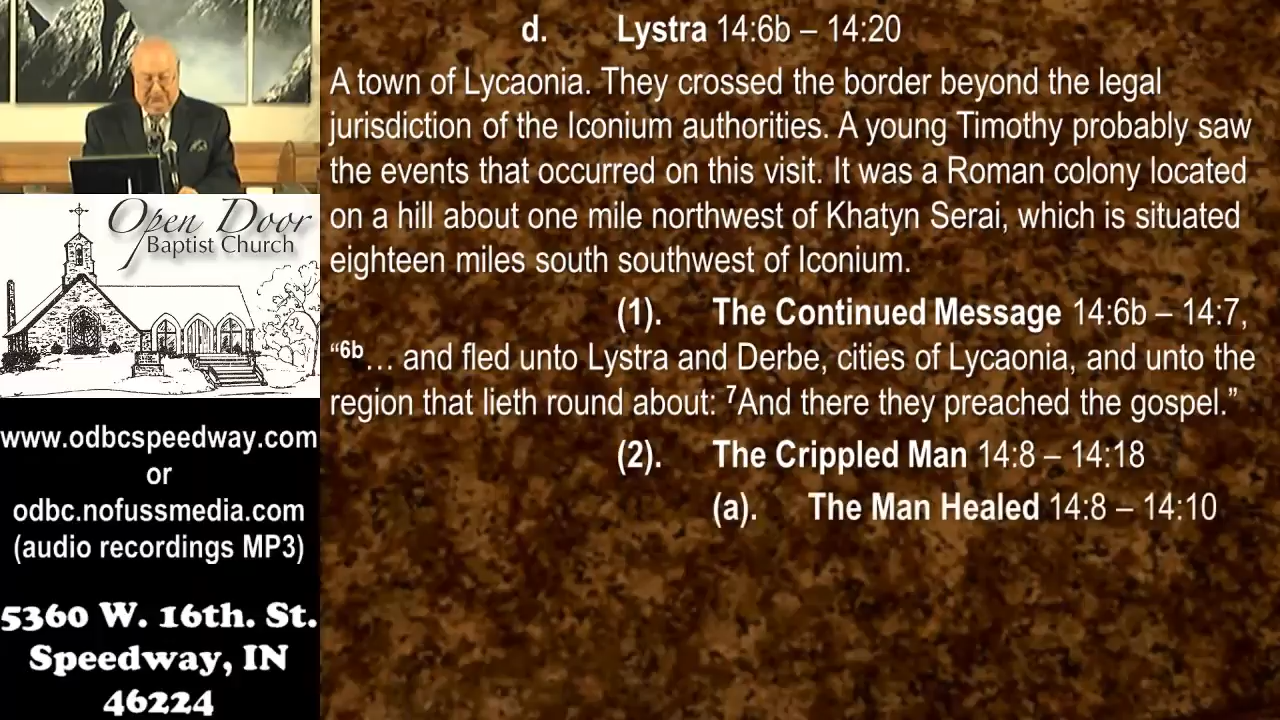 Open Door
Baptist Church
www.odbcspeedway.com
or
odbc.nofussmedia.com
(audio recordings MP3)
5360 W. 16th. St.
Speedway, IN
46224
d. Lystra 14:6b – 14:20
A town of Lycaonia. They crossed the border beyond the legal
jurisdiction of the Iconium authorities. A young Timothy probably saw
the events that occurred on this visit. It was a Roman colony located
on a hill about one mile northwest of Khatyn Serai, which is situated
eighteen miles south southwest of Iconium.
(1). The Continued Message 14:6b – 14:7,
“6b… and fled unto Lystra and Derbe, cities of Lycaonia, and unto the
region that lieth round about: 7And there they preached the gospel.”
(2). The Crippled Man 14:8 – 14:18
(a). The Man Healed 14:8 – 14:10